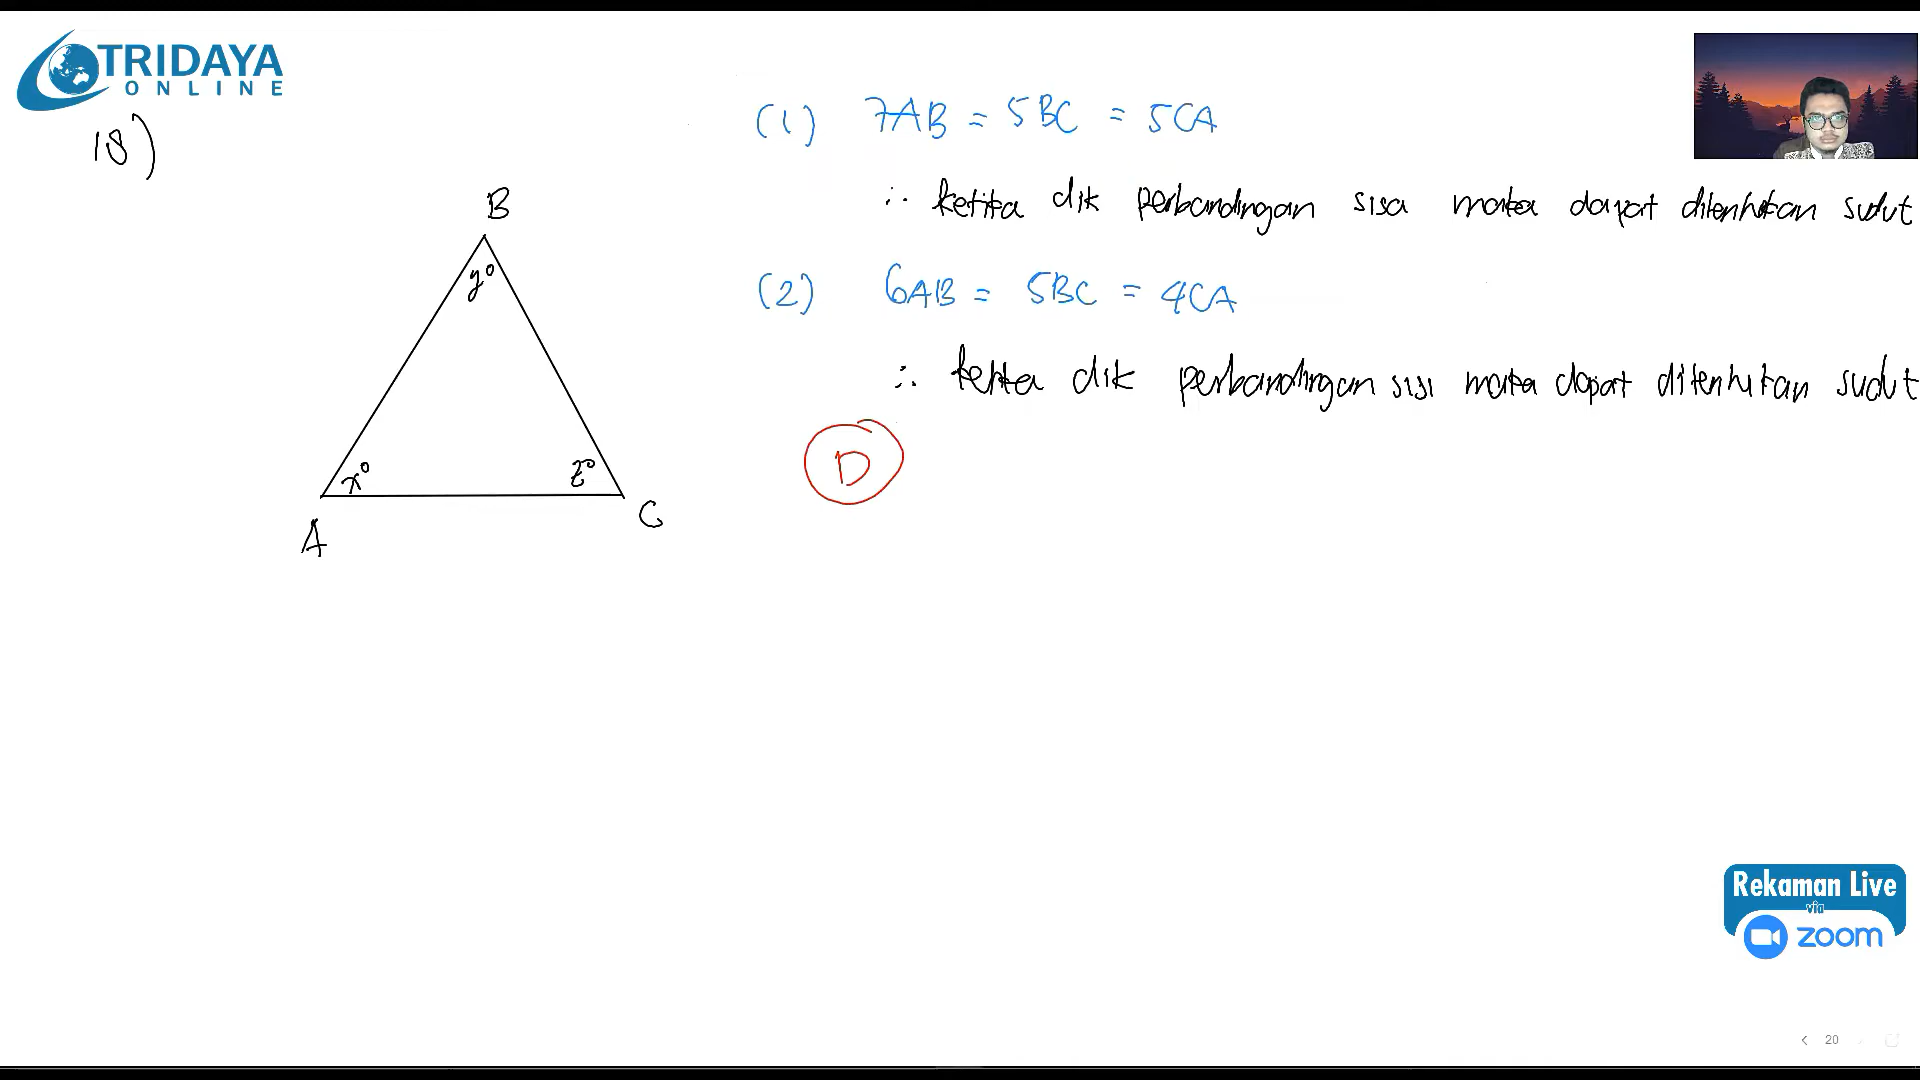 TRIDAYA
ONLINE
18)
(1) 7AB = 5BC = 5CA
∴ ketika dik perbandingan sisa maka dapat ditentukan sudut
(2) 6AB = 5BC = 4CA
∴ ketika dik perbandingan sisi maka dapat ditentukan sudut
D
B
y°
x°
z°
A
C
Rekaman Live
via
zoom
< 20